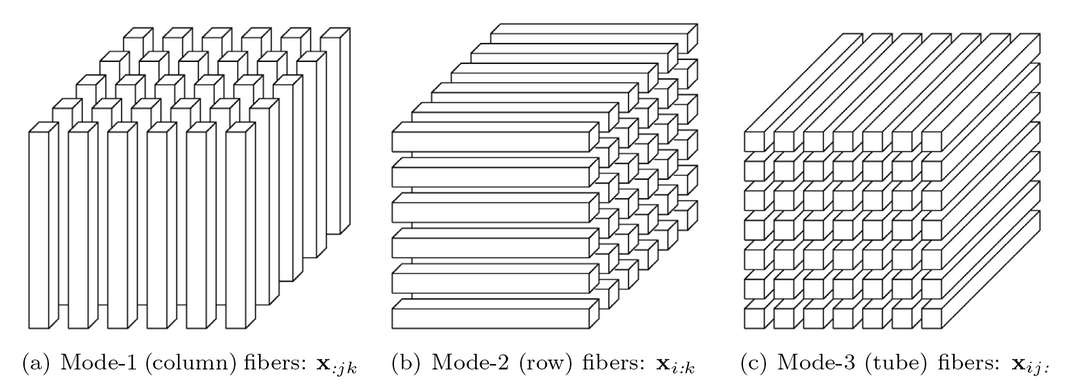 (a) Mode-1 (column) fibers: x:jk
(b) Mode-2 (row) fibers: xi:k
(c) Mode-3 (tube) fibers: xij: